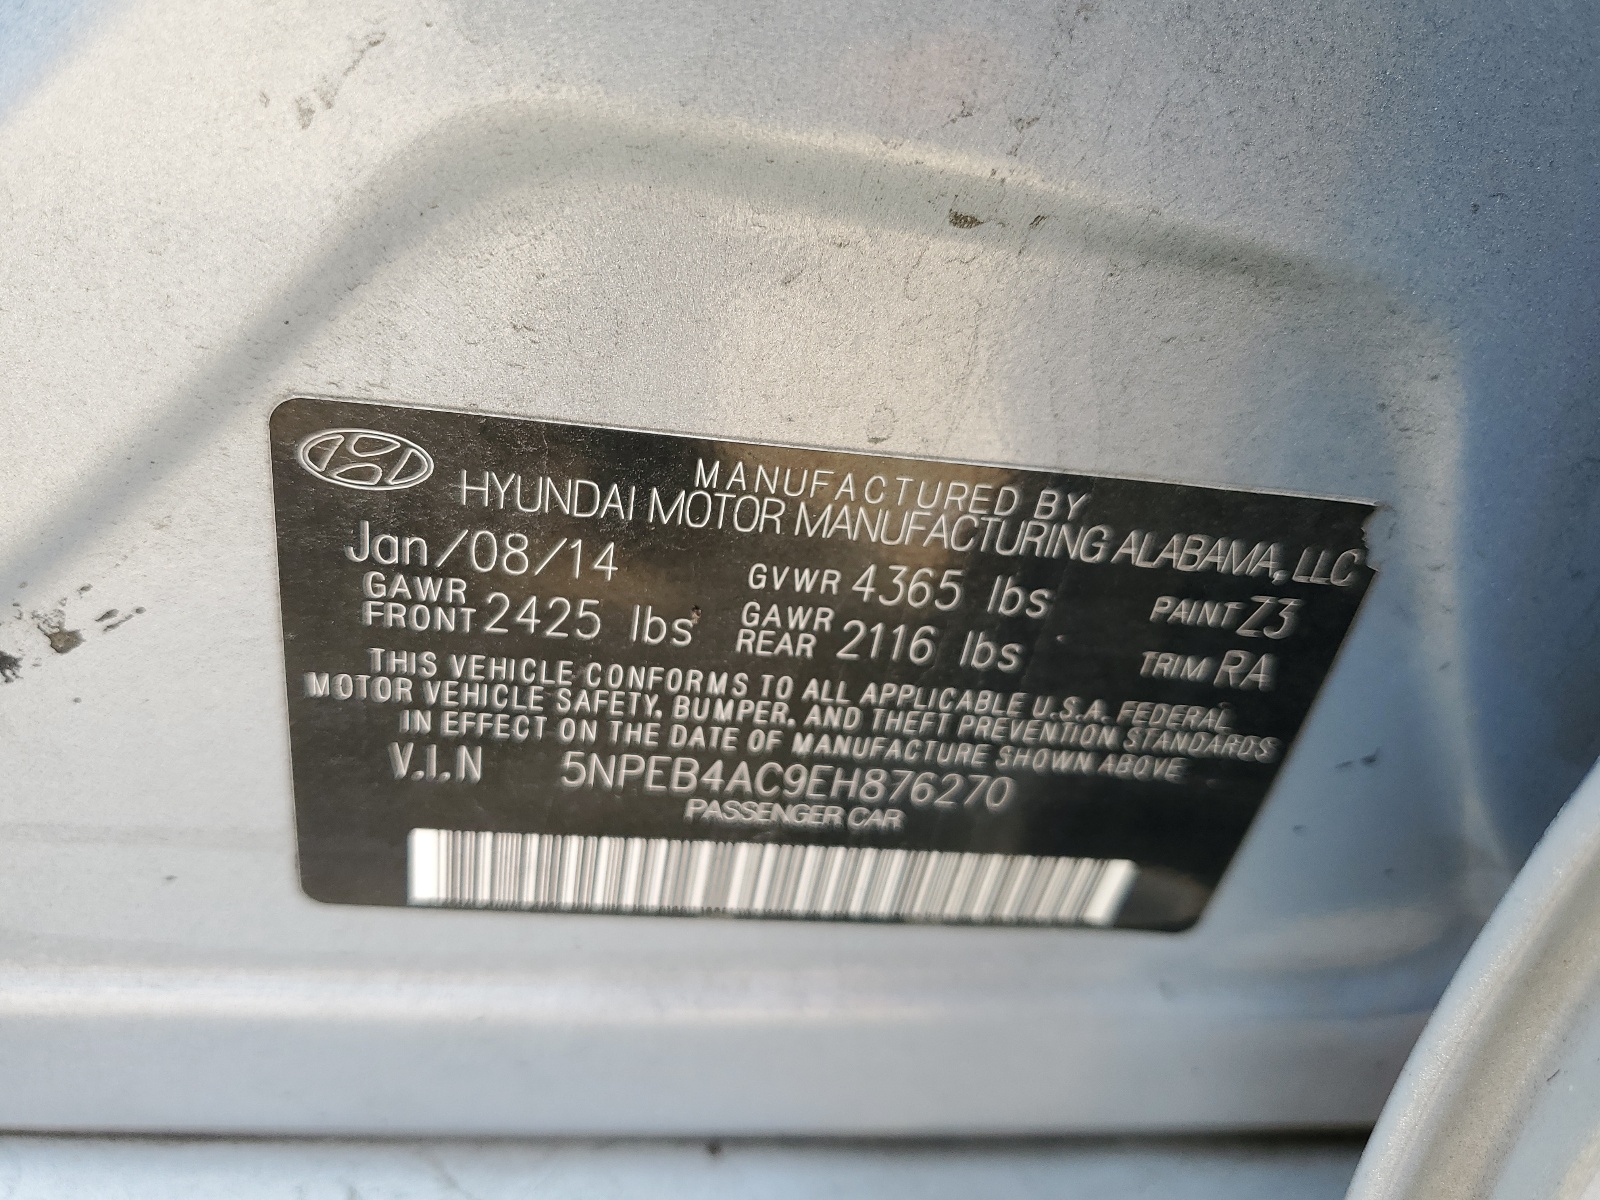 MANUFACTURED BY
HYUNDAI MOTOR MANUFACTURING ALABAMA, LLC
Jan/08/14 GVWR 4365 lbs PAINT Z3
GAWR FRONT 2425 lbs GAWR REAR 2116 lbs TRIM RA
THIS VEHICLE CONFORMS TO ALL APPLICABLE U.S.A. FEDERAL
MOTOR VEHICLE SAFETY, BUMPER, AND THEFT PREVENTION STANDARDS
IN EFFECT ON THE DATE OF MANUFACTURE SHOWN ABOVE
V.I.N 5NPEB4AC9EH876270
PASSENGER CAR